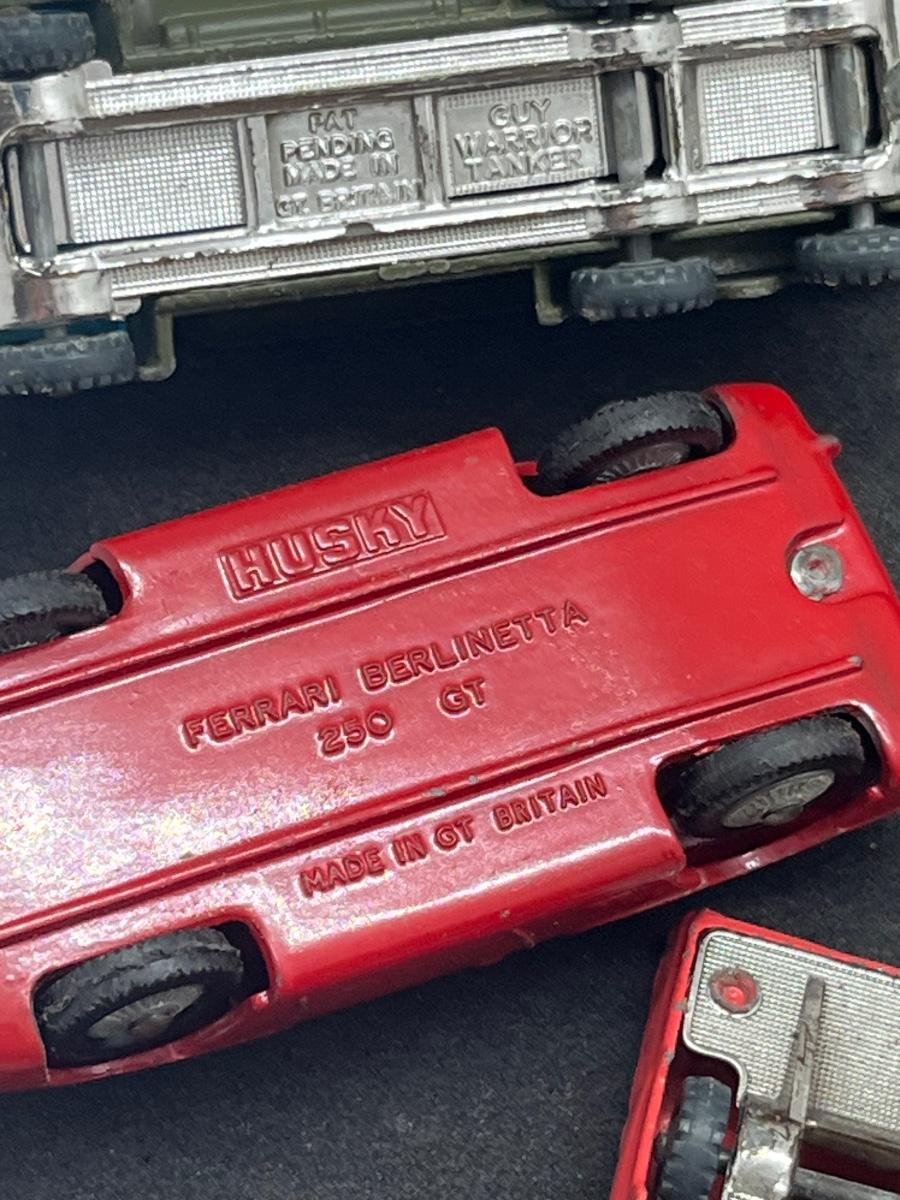 PAT
PENDING
MADE IN
GT. BRITAIN
GUY
WARRIOR
TANKER
HUSKY
FERRARI BERLINETTA
250 GT
MADE IN GT BRITAIN